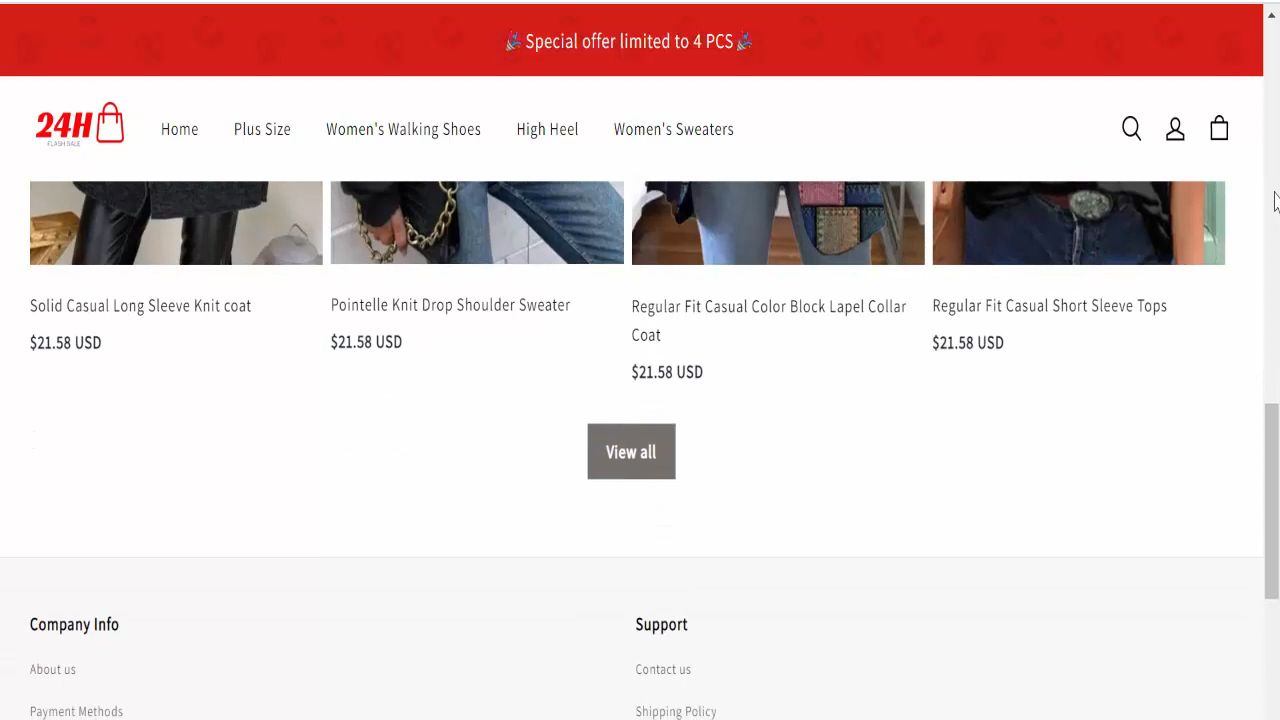 🎉Special offer limited to 4 PCS🎉
24H
FLASH SALE
Home Plus Size Women's Walking Shoes High Heel Women's Sweaters
Solid Casual Long Sleeve Knit coat
$21.58 USD
Pointelle Knit Drop Shoulder Sweater
$21.58 USD
Regular Fit Casual Color Block Lapel Collar
Coat
$21.58 USD
Regular Fit Casual Short Sleeve Tops
$21.58 USD
View all
Company Info
About us
Payment Methods
Support
Contact us
Shipping Policy